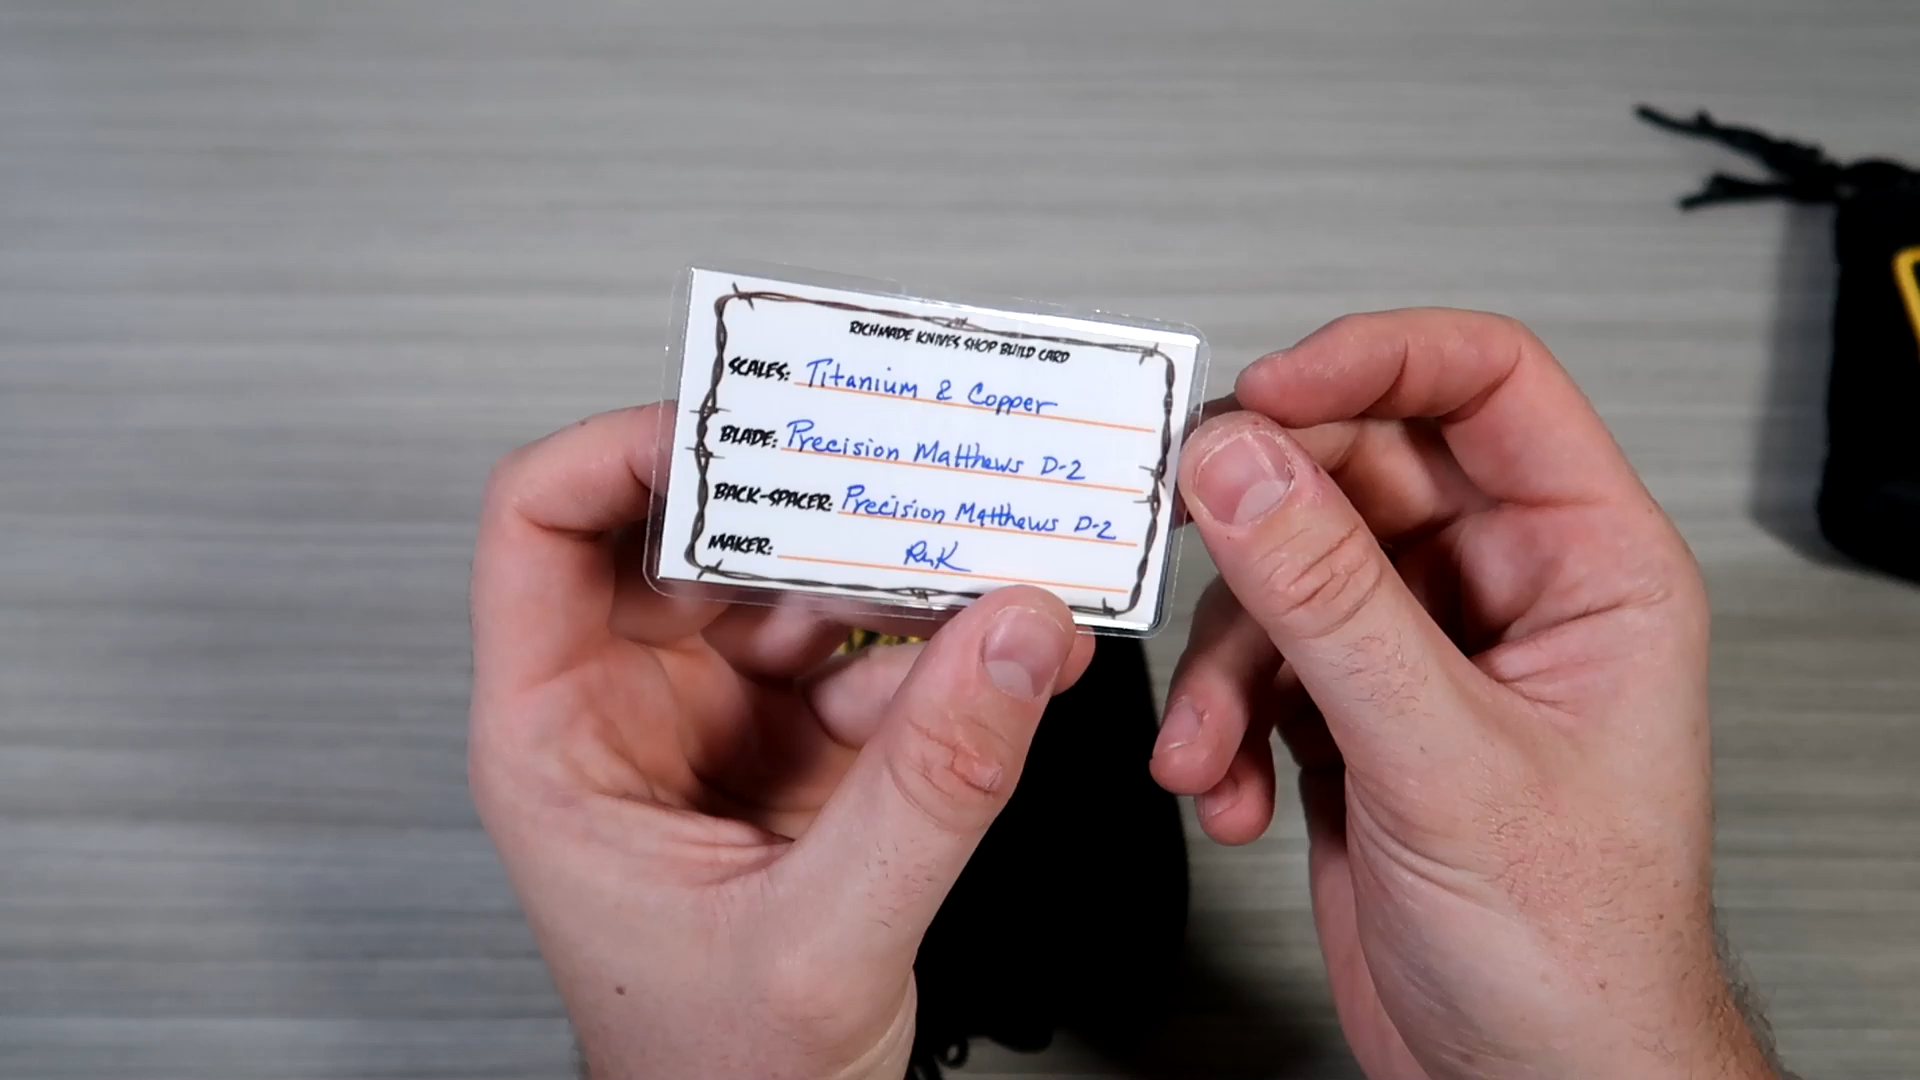 RICHMADE KNIVES SHOP BUILD CARD
SCALES: Titanium & Copper
BLADE: Precision Matthews D-2
BACK-SPACER: Precision Matthews D-2
MAKER: